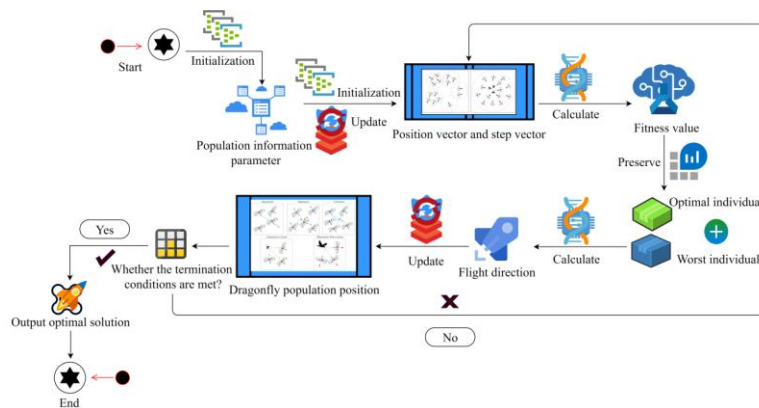 Start
Initialization
Population information
parameter
Initialization
Update
Position vector and step vector
Calculate
Fitness value
Preserve
Optimal individual
Worst individual
Calculate
Flight direction
Update
Dragonfly population position
Whether the termination
conditions are met?
Yes
No
Output optimal solution
End